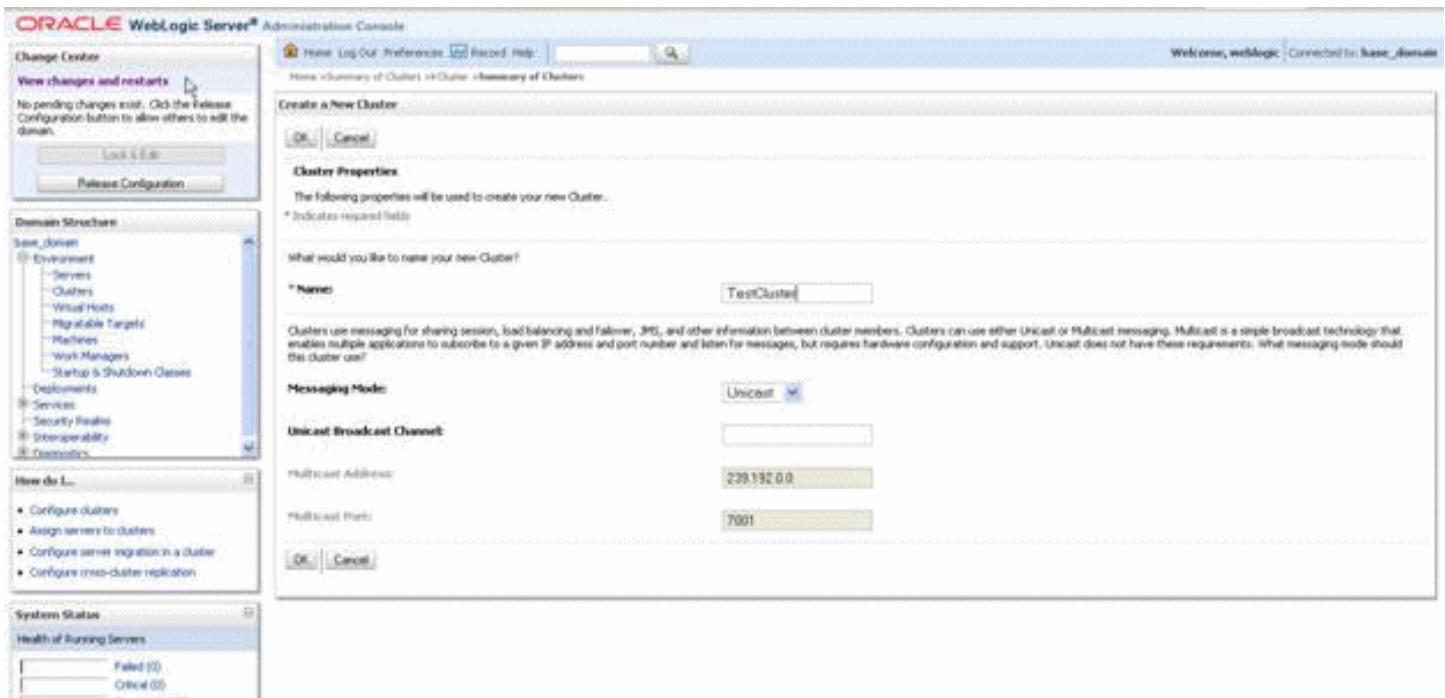 ORACLE WebLogic Server® Administration Console
Change Center
View changes and restarts
No pending changes exist. Click the Release
Configuration button to allow others to edit the
domain.
Lock & Edit
Release Configuration
Domain Structure
base_domain
Environment
Servers
Clusters
Virtual Hosts
Migratable Targets
Machines
Work Managers
Startup & Shutdown Classes
Deployments
Services
Security Realms
Interoperability
Diagnostics
How do I...
Configure clusters
Assign servers to clusters
Configure server migration in a cluster
Configure cross-cluster replication
System Status
Health of Running Servers
Failed (0)
Critical (0)
Home Log Out Preferences Record Help
Welcome, weblogic Connected to: base_domain
Home >Summary of Clusters > >Summary of Clusters
Create a New Cluster
OK Cancel
Cluster Properties
The following properties will be used to create your new Cluster.
* Indicates required fields
What would you like to name your new Cluster?
* Name: TestCluster
Clusters use messaging for sharing session, load balancing and failover, JMS, and other information between cluster members. Clusters can use either Unicast or Multicast messaging. Multicast is a simple broadcast technology that
enables multiple applications to subscribe to a given IP address and port number and listen for messages, but requires hardware configuration and support. Unicast does not have these requirements. What messaging mode should
this cluster use?
Messaging Mode: Unicast
Unicast Broadcast Channel:
Multicast Address: 239.192.0.0
Multicast Port: 7001
OK Cancel